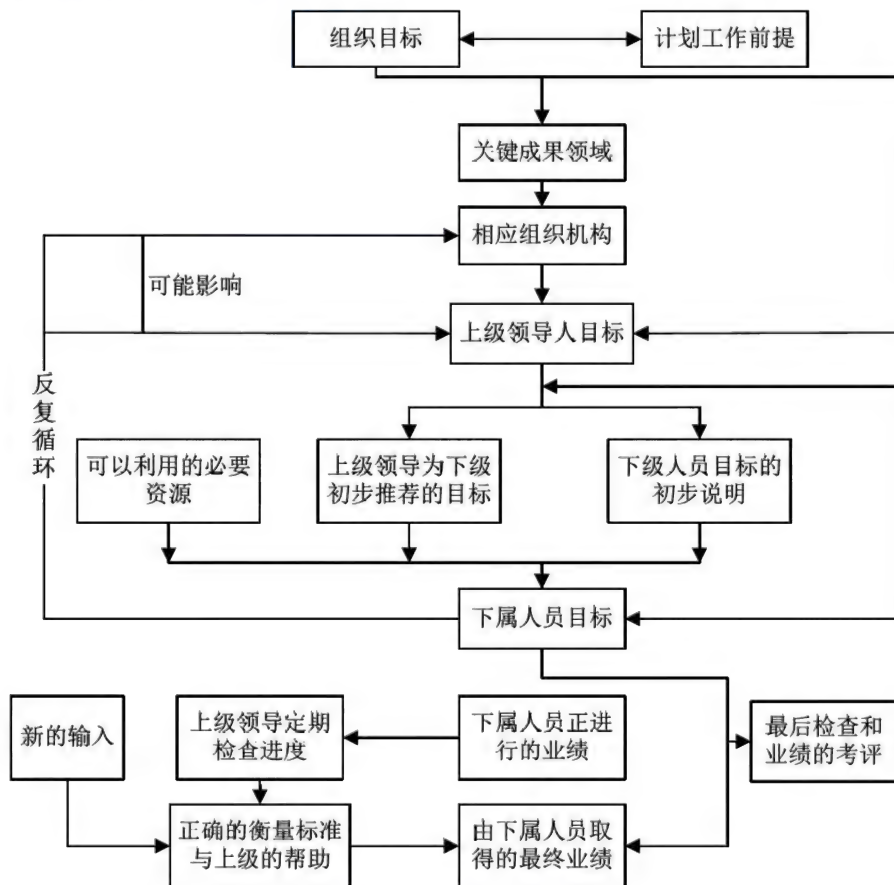 组织目标
计划工作前提
关键成果领域
相应组织机构
可能影响
上级领导人目标
反复循环
可以利用的必要
资源
上级领导为下级
初步推荐的目标
下级人员目标的
初步说明
下属人员目标
新的输入
上级领导定期
检查进度
下属人员正进
行的业绩
最后检查和
业绩的考评
正确的衡量标准
与上级的帮助
由下属人员取
得的最终业绩